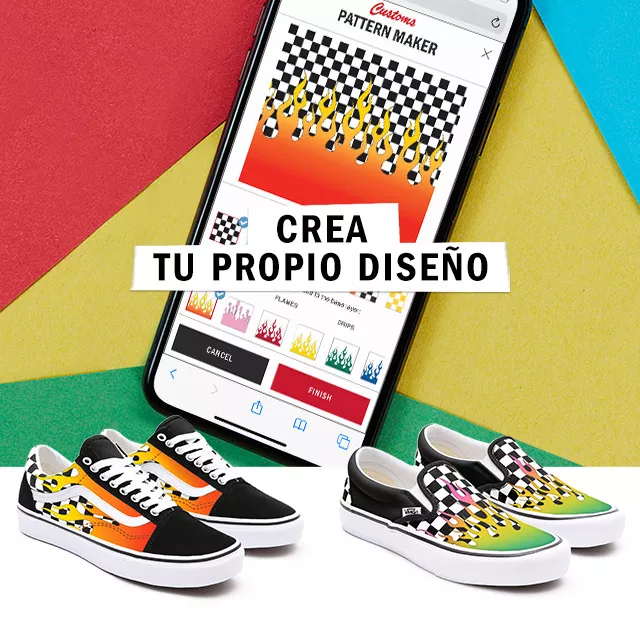 Customs
PATTERN MAKER
CREA
TU PROPIO DISEÑO
FLAMES
DRIPS
CANCEL
FINISH
VANS